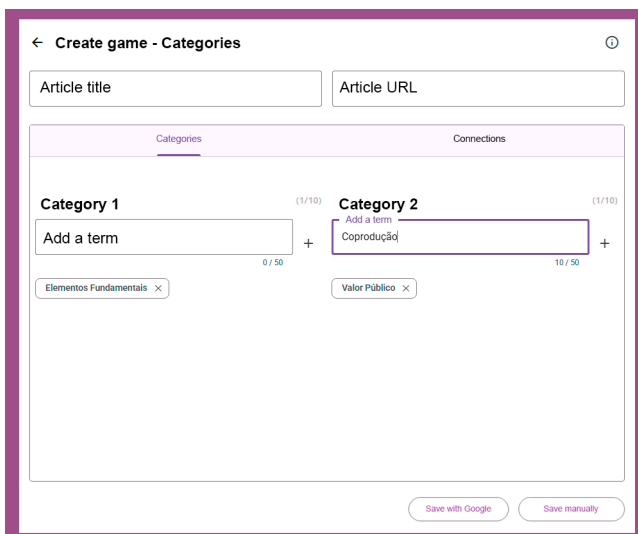 Create game - Categories
Article title
Article URL
Categories
Connections
Category 1
(1/10)
Category 2
(1/10)
Add a term
Add a term
Coprodução
0 / 50
10 / 50
Elementos Fundamentais
Valor Público
Save with Google
Save manually